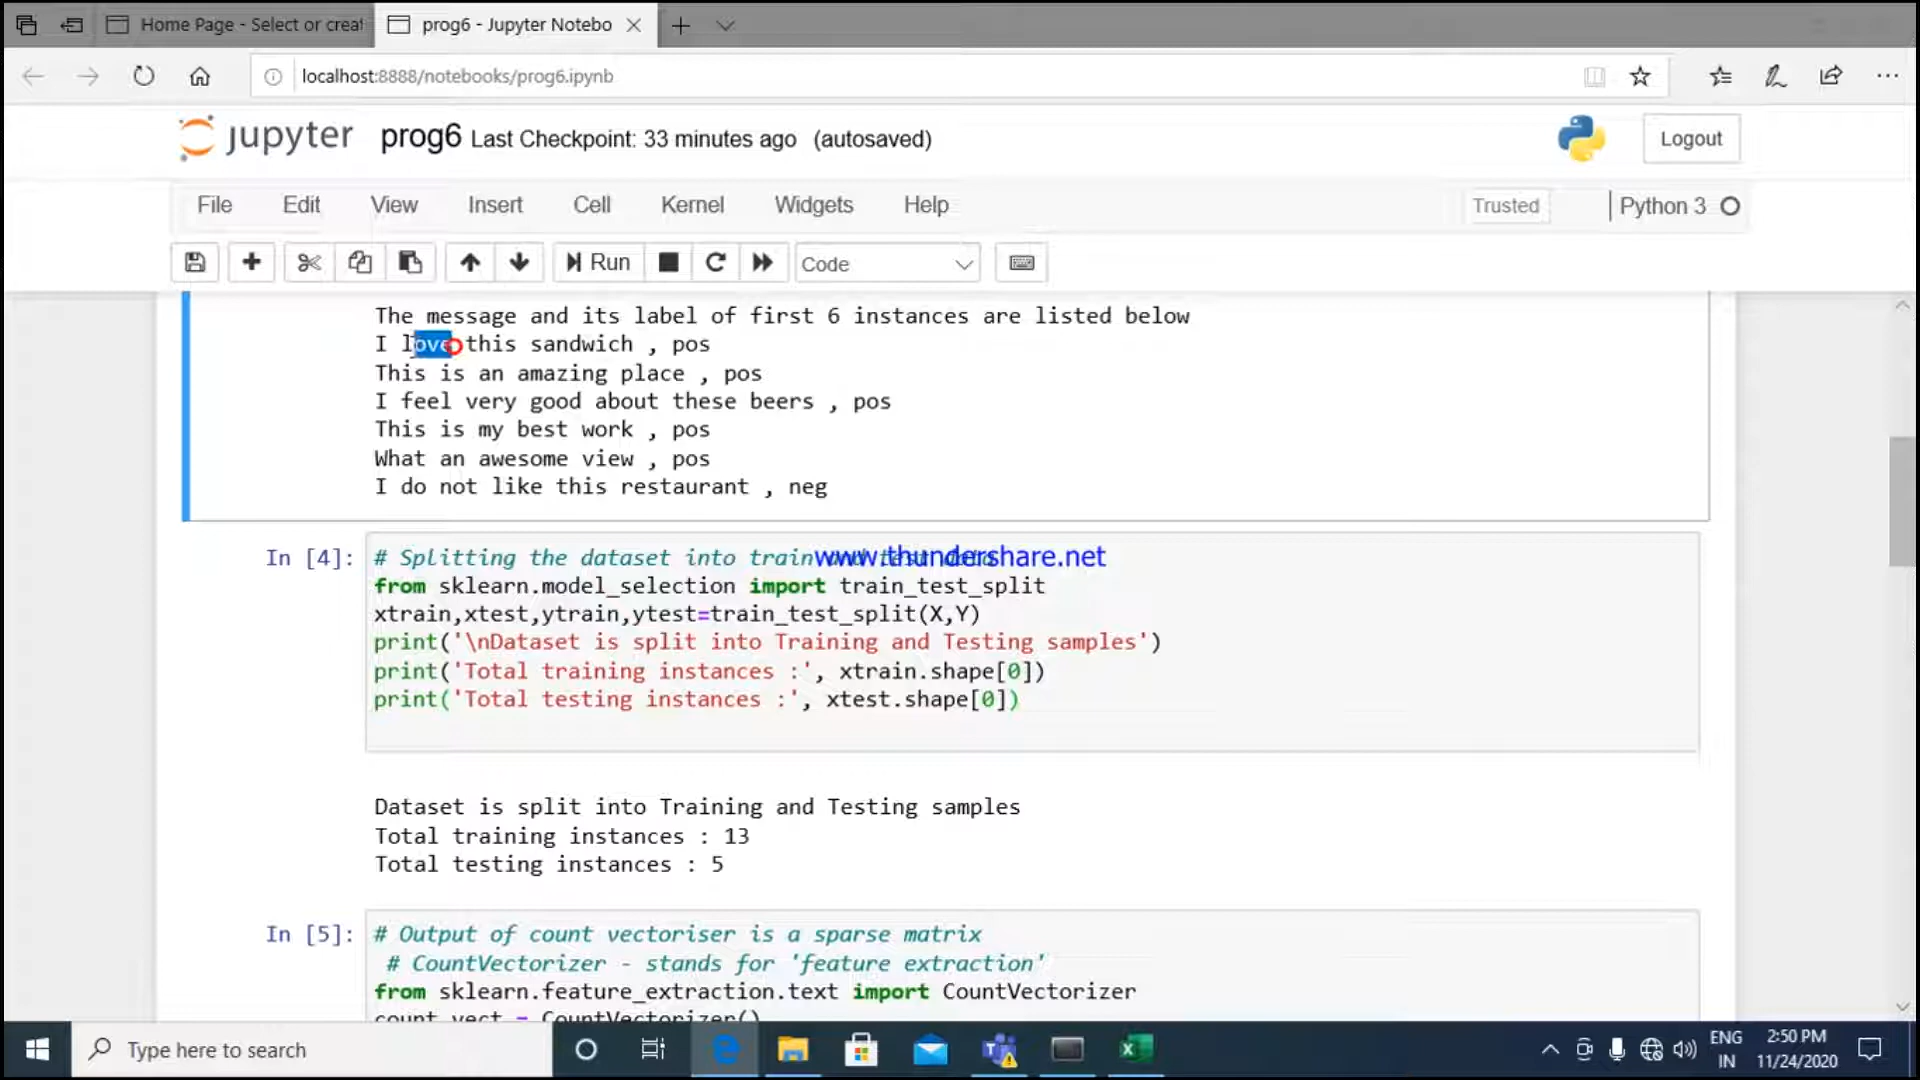 Home Page - Select or creat
prog6 - Jupyter Notebo
localhost:8888/notebooks/prog6.ipynb
jupyter prog6 Last Checkpoint: 33 minutes ago (autosaved)
Logout
File Edit View Insert Cell Kernel Widgets Help
Trusted
Python 3
Run
Code
The message and its label of first 6 instances are listed below
I love this sandwich , pos
This is an amazing place , pos
I feel very good about these beers , pos
This is my best work , pos
What an awesome view , pos
I do not like this restaurant , neg
In [4]:
# Splitting the dataset into train and test data
www.thundershare.net
from sklearn.model_selection import train_test_split
xtrain,xtest,ytrain,ytest=train_test_split(X,Y)
print('\nDataset is split into Training and Testing samples')
print('Total training instances :', xtrain.shape[0])
print('Total testing instances :', xtest.shape[0])
Dataset is split into Training and Testing samples
Total training instances : 13
Total testing instances : 5
In [5]:
# Output of count vectoriser is a sparse matrix
# CountVectorizer - stands for 'feature extraction'
from sklearn.feature_extraction.text import CountVectorizer
count_vect = CountVectorizer()
Type here to search
ENG
IN
2:50 PM
11/24/2020